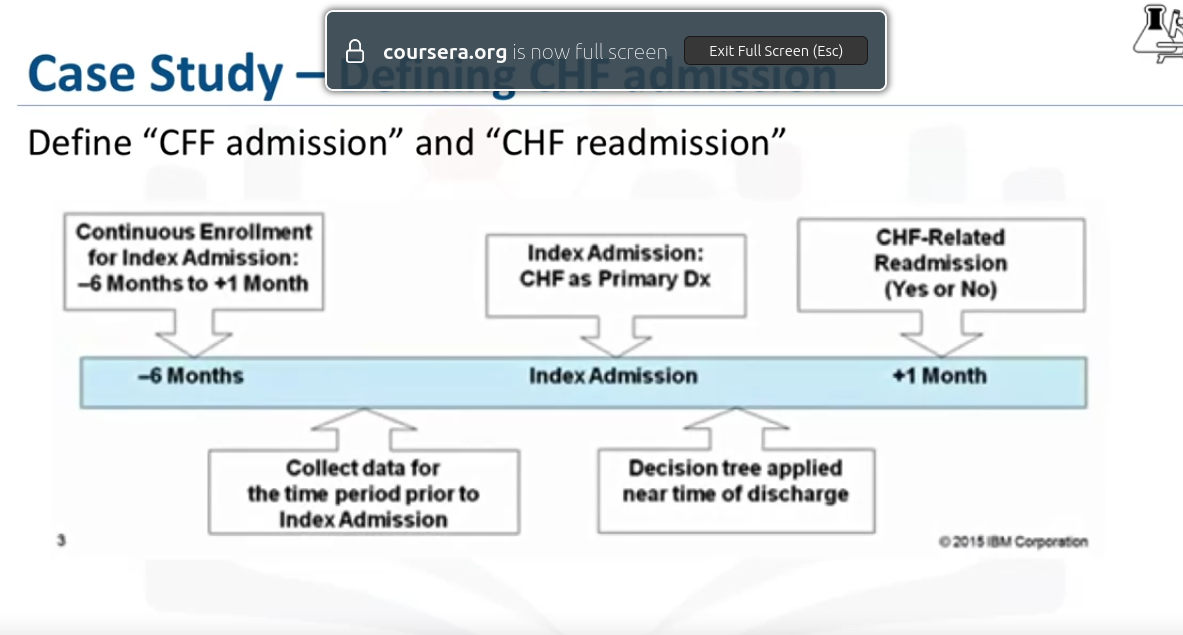 coursera.org is now full screen
Exit Full Screen (Esc)
Case Study – Defining CHF admission
Define “CFF admission” and “CHF readmission”
Continuous Enrollment
for Index Admission:
–6 Months to +1 Month
Index Admission:
CHF as Primary Dx
CHF-Related
Readmission
(Yes or No)
–6 Months
Index Admission
+1 Month
Collect data for
the time period prior to
Index Admission
Decision tree applied
near time of discharge
3
© 2015 IBM Corporation